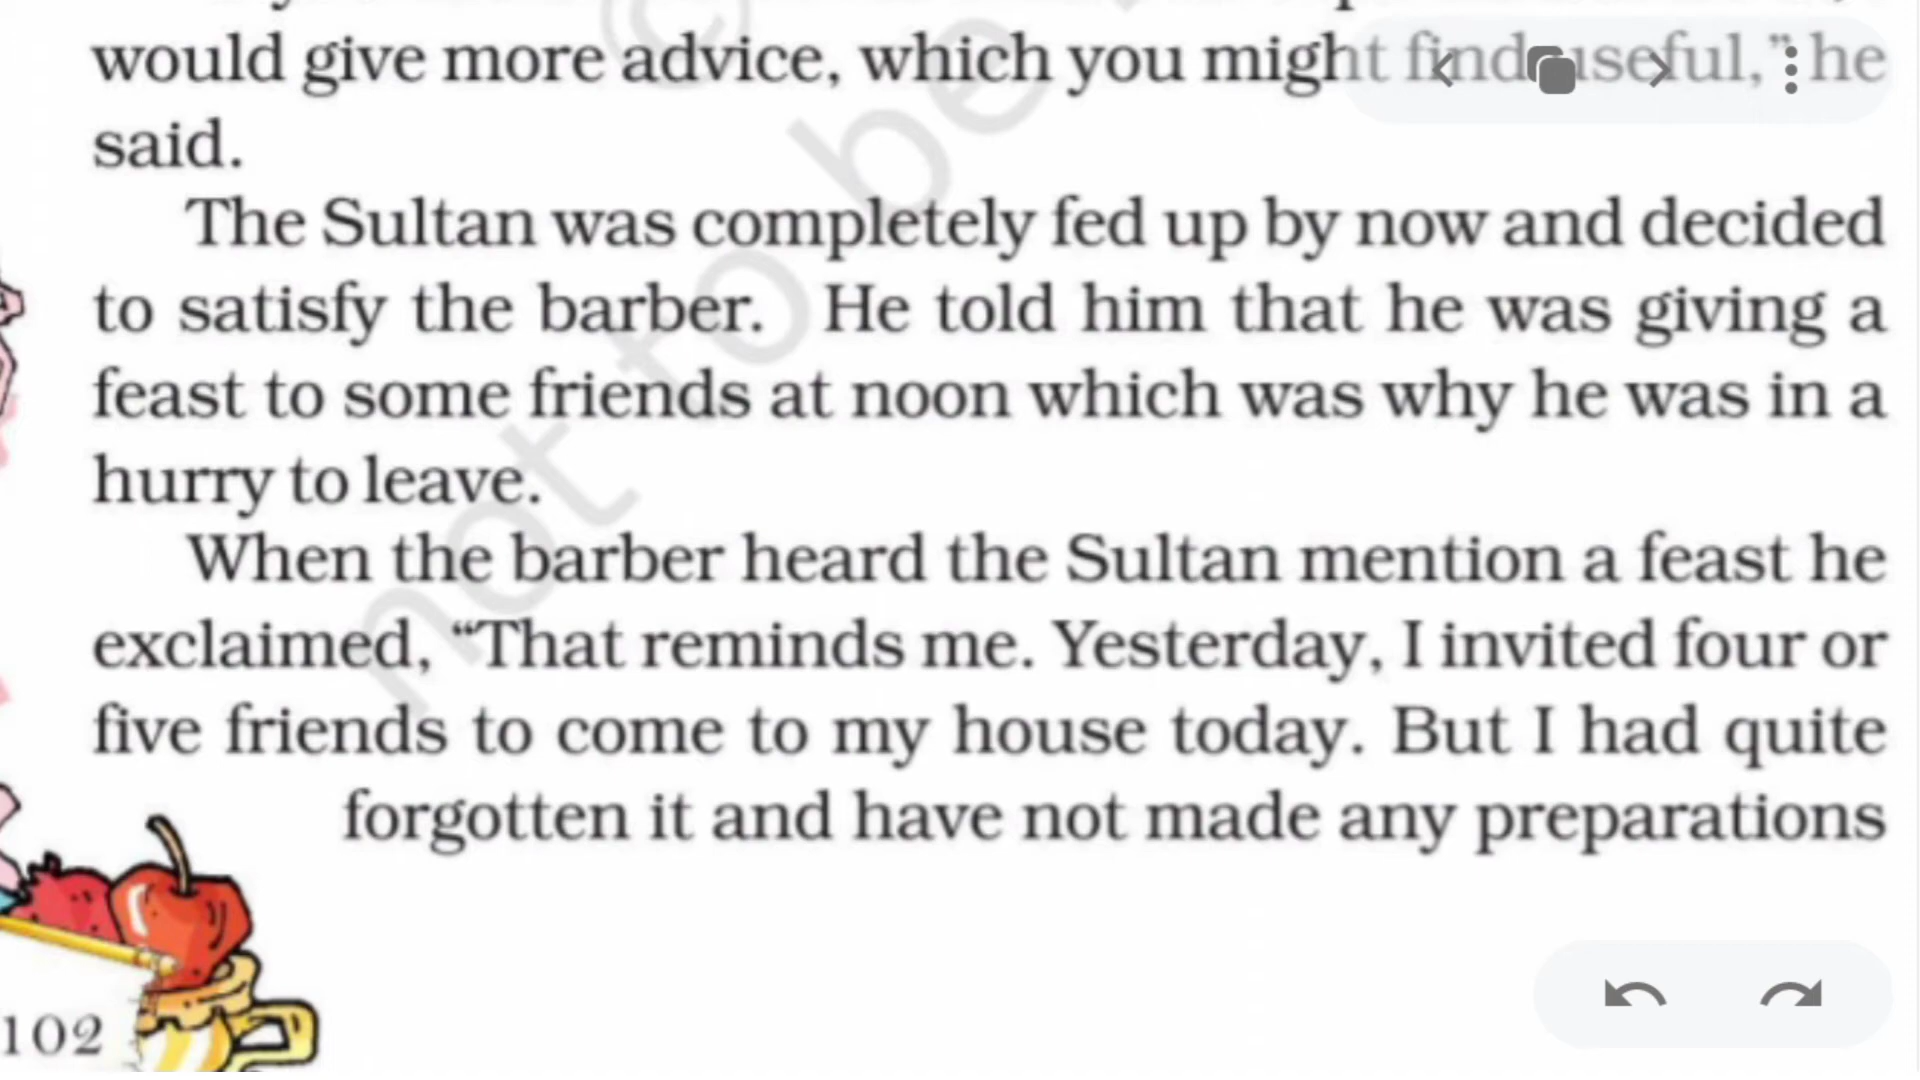 would give more advice, which you might find useful,” he
said.
The Sultan was completely fed up by now and decided
to satisfy the barber. He told him that he was giving a
feast to some friends at noon which was why he was in a
hurry to leave.
When the barber heard the Sultan mention a feast he
exclaimed, “That reminds me. Yesterday, I invited four or
five friends to come to my house today. But I had quite
forgotten it and have not made any preparations
102
© not to be